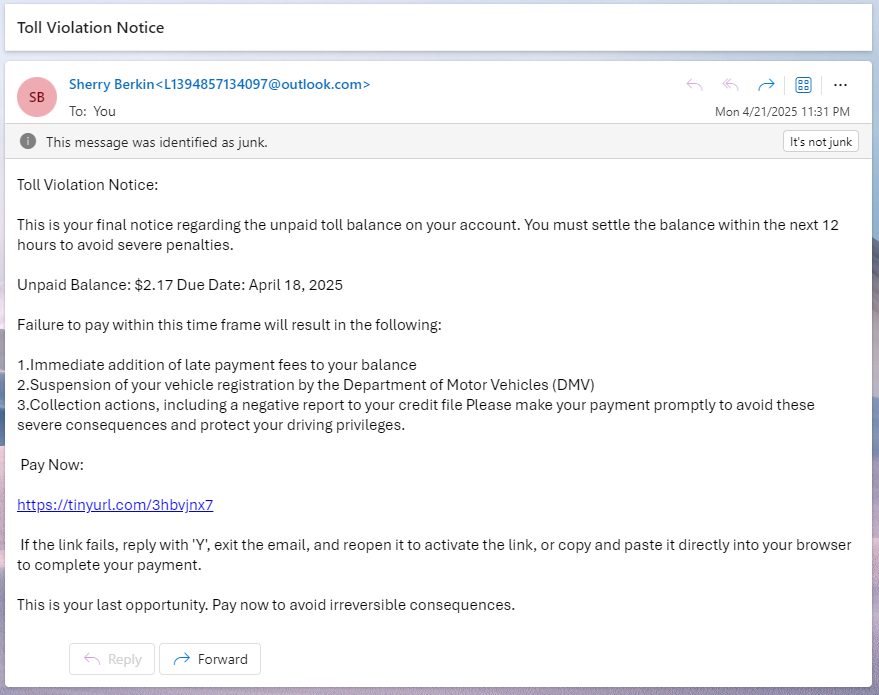 Toll Violation Notice
SB
Sherry Berkin<L1394857134097@outlook.com>
To: You
Mon 4/21/2025 11:31 PM
This message was identified as junk.
It's not junk
Toll Violation Notice:
This is your final notice regarding the unpaid toll balance on your account. You must settle the balance within the next 12
hours to avoid severe penalties.
Unpaid Balance: $2.17 Due Date: April 18, 2025
Failure to pay within this time frame will result in the following:
1.Immediate addition of late payment fees to your balance
2.Suspension of your vehicle registration by the Department of Motor Vehicles (DMV)
3.Collection actions, including a negative report to your credit file Please make your payment promptly to avoid these
severe consequences and protect your driving privileges.
Pay Now:
https://tinyurl.com/3hbvjnx7
If the link fails, reply with 'Y', exit the email, and reopen it to activate the link, or copy and paste it directly into your browser
to complete your payment.
This is your last opportunity. Pay now to avoid irreversible consequences.
Reply
Forward